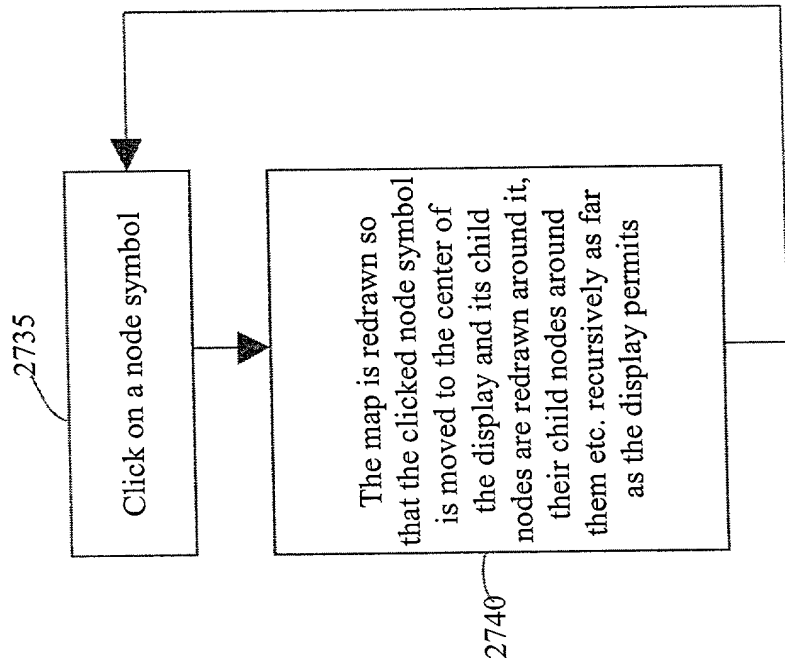 2735
Click on a node symbol
The map is redrawn so
that the clicked node symbol
is moved to the center of
the display and its child
nodes are redrawn around it,
their child nodes around
them etc. recursively as far
as the display permits
2740